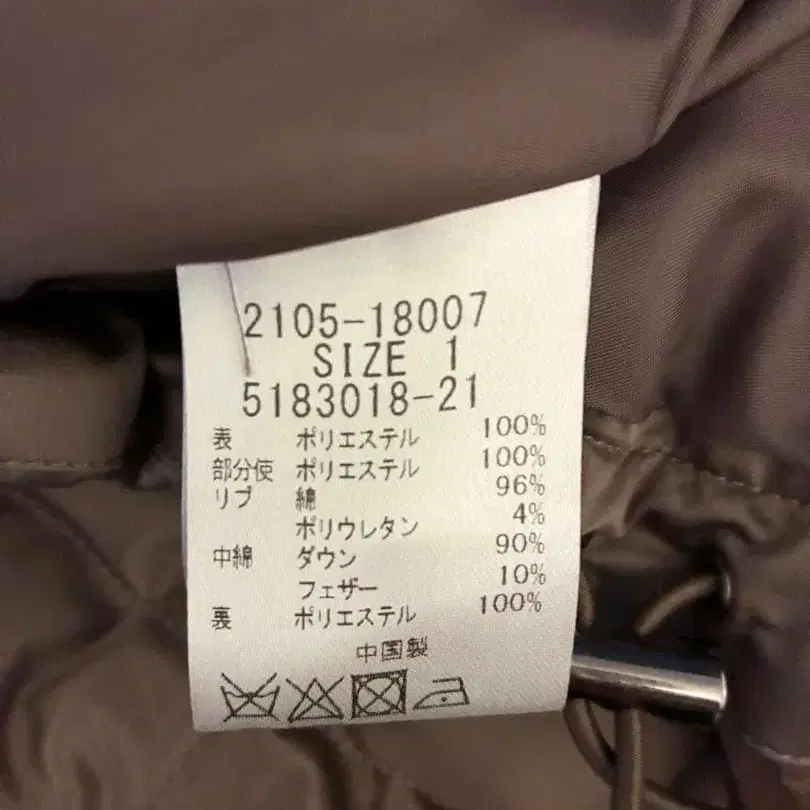 2105-18007
SIZE 1
5183018-21
表 ポリエステル 100%
部分使 ポリエステル 100%
リブ 綿 96%
ポリウレタン 4%
中綿 ダウン 90%
フェザー 10%
裏 ポリエステル 100%
中国製